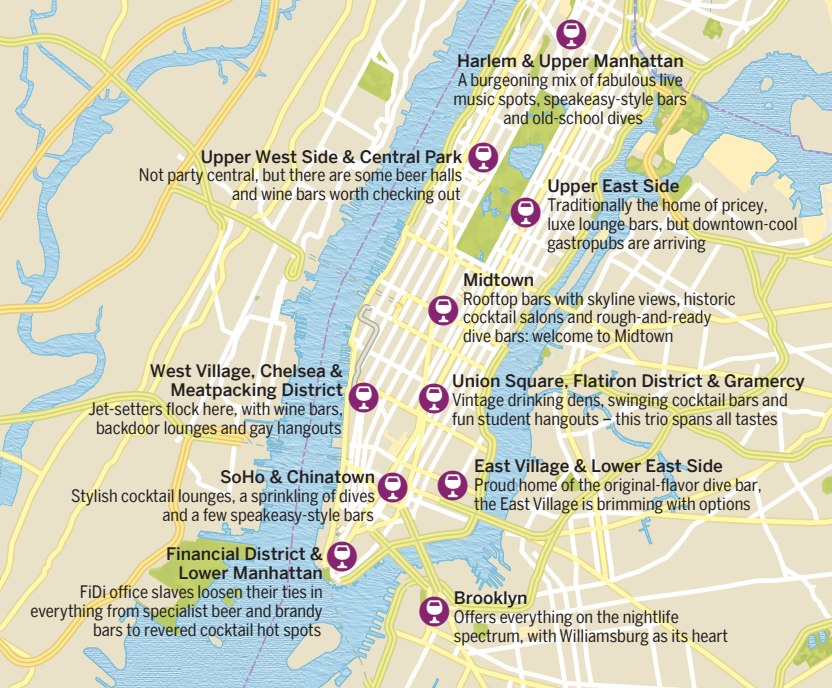 Harlem & Upper Manhattan
A burgeoning mix of fabulous live
music spots, speakeasy-style bars
and old-school dives
Upper West Side & Central Park
Not party central, but there are some beer halls
and wine bars worth checking out
Upper East Side
Traditionally the home of pricey,
luxe lounge bars, but downtown-cool
gastropubs are arriving
Midtown
Rooftop bars with skyline views, historic
cocktail salons and rough-and-ready
dive bars: welcome to Midtown
West Village, Chelsea &
Meatpacking District
Jet-setters flock here, with wine bars,
backdoor lounges and gay hangouts
Union Square, Flatiron District & Gramercy
Vintage drinking dens, swinging cocktail bars and
fun student hangouts – this trio spans all tastes
SoHo & Chinatown
Stylish cocktail lounges, a sprinkling of dives
and a few speakeasy-style bars
East Village & Lower East Side
Proud home of the original-flavor dive bar,
the East Village is brimming with options
Financial District &
Lower Manhattan
FiDi office slaves loosen their ties in
everything from specialist beer and brandy
bars to revered cocktail hot spots
Brooklyn
Offers everything on the nightlife
spectrum, with Williamsburg as its heart